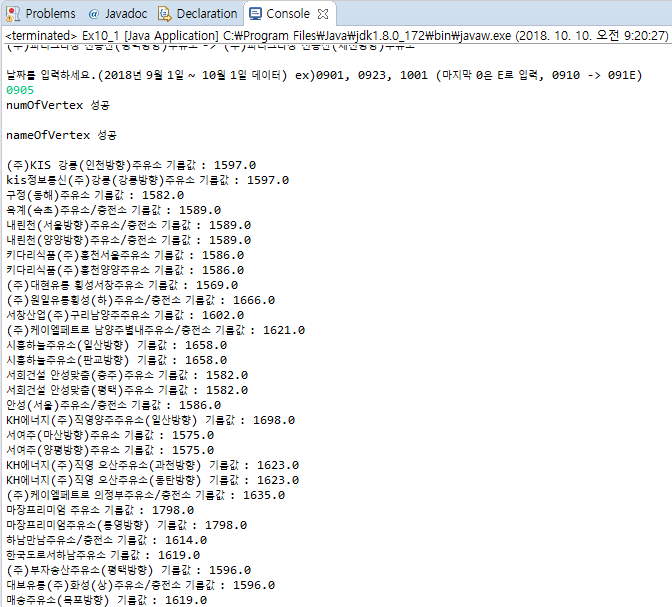 Problems @ Javadoc Declaration Console
<terminated> Ex10_1 [Java Application] C:₩Program Files₩Java₩jdk1.8.0_172₩bin₩javaw.exe (2018. 10. 10. 오전 9:20:27)
날짜를 입력하세요.(2018년 9월 1일 ~ 10월 1일 데이터) ex)0901, 0923, 1001 (마지막 0은 E로 입력, 0910 -> 091E)
0905
numOfVertex 성공
nameOfVertex 성공
(주)KIS 강릉(인천방향)주유소 기름값 : 1597.0
kis정보통신(주)강릉(강릉방향)주유소 기름값 : 1597.0
구정(동해)주유소 기름값 : 1582.0
옥계(속초)주유소/충전소 기름값 : 1589.0
내린천(서울방향)주유소/충전소 기름값 : 1589.0
내린천(양양방향)주유소/충전소 기름값 : 1589.0
키다리식품(주)홍천서울주유소 기름값 : 1586.0
키다리식품(주)홍천양양주유소 기름값 : 1586.0
(주)대현유통 횡성서창주유소 기름값 : 1569.0
(주)원일유통횡성(하)주유소/충전소 기름값 : 1666.0
서창산업(주)구리남양주주유소 기름값 : 1602.0
(주)케이엘페트로 남양주별내주유소/충전소 기름값 : 1621.0
시흥하늘주유소(일산방향) 기름값 : 1658.0
시흥하늘주유소(판교방향) 기름값 : 1658.0
서희건설 안성맞춤(충주)주유소 기름값 : 1582.0
서희건설 안성맞춤(평택)주유소 기름값 : 1582.0
안성(서울)주유소/충전소 기름값 : 1586.0
KH에너지(주)직영양주주유소(일산방향) 기름값 : 1698.0
서여주(마산방향)주유소 기름값 : 1575.0
서여주(양평방향)주유소 기름값 : 1575.0
KH에너지(주)직영 오산주유소(과천방향) 기름값 : 1623.0
KH에너지(주)직영 오산주유소(동탄방향) 기름값 : 1623.0
(주)케이엘페트로 의정부주유소/충전소 기름값 : 1635.0
마장프리미엄 주유소 기름값 : 1798.0
마장프리미엄주유소(통영방향) 기름값 : 1798.0
하남만남주유소/충전소 기름값 : 1614.0
한국도로서하남주유소 기름값 : 1619.0
(주)부자송산주유소(평택방향) 기름값 : 1596.0
대보유통(주)화성(상)주유소/충전소 기름값 : 1596.0
매송주유소(목포방향) 기름값 : 1619.0